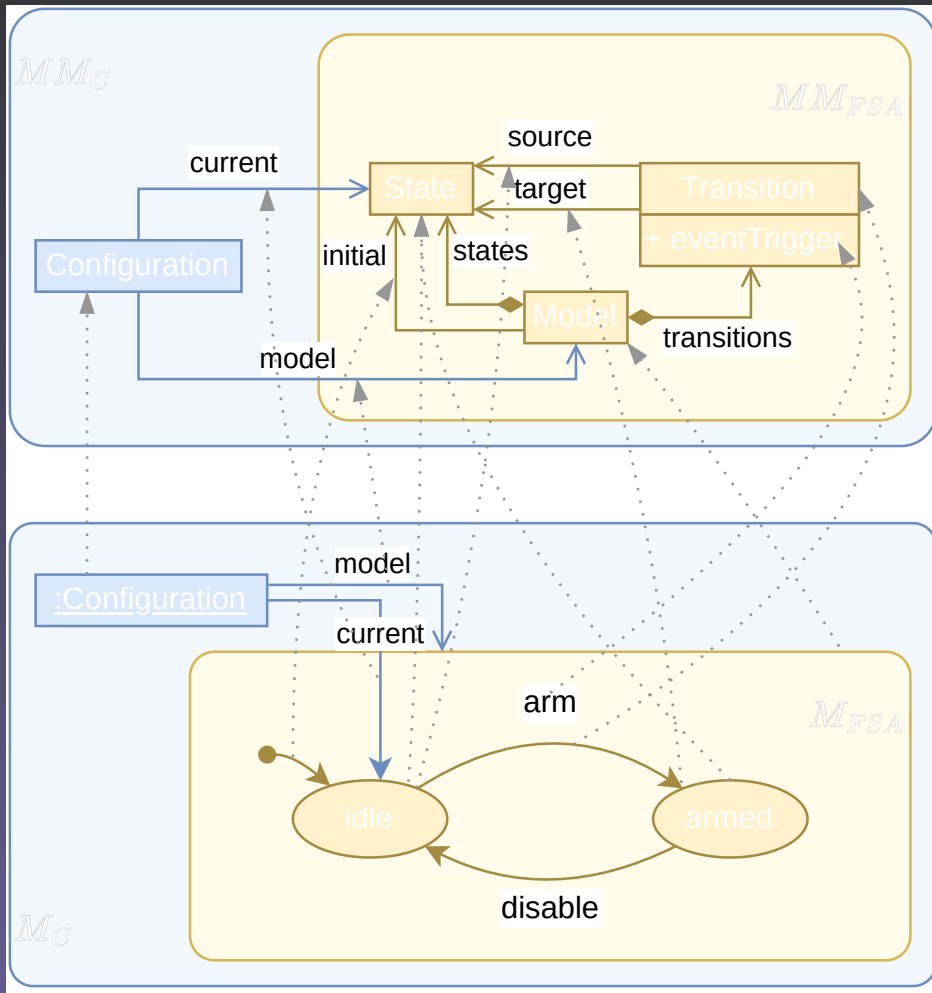 MM_C
MM_FSA
source
current
State
target
Transition
+ eventTrigger
initial
states
Configuration
Model
transitions
model
model
:Configuration
current
arm
M_FSA
idle
armed
disable
M_C